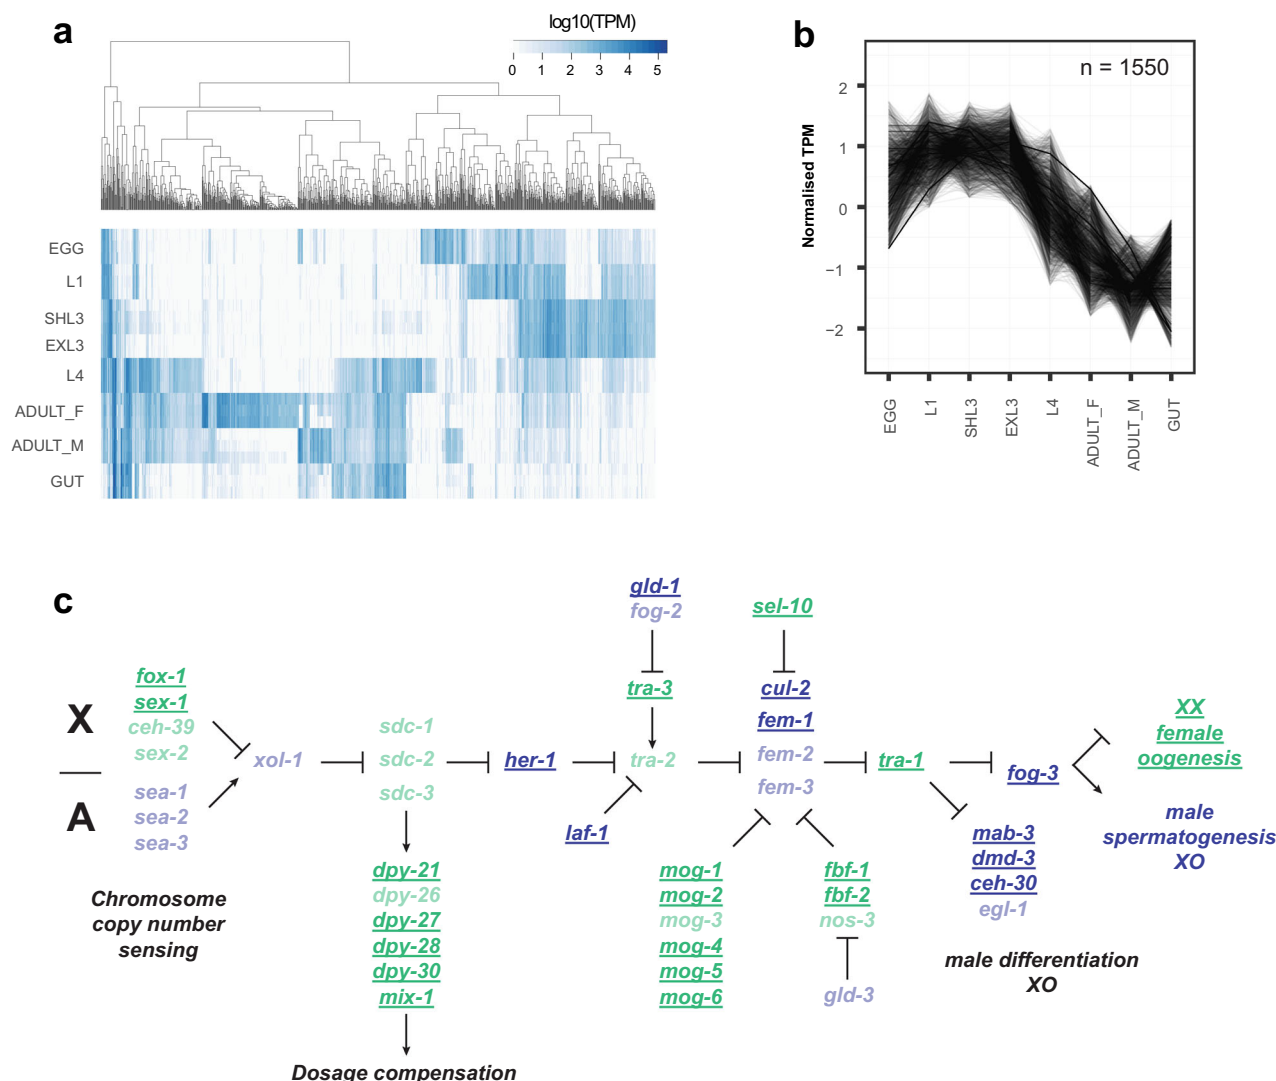 a
log10(TPM)
0 1 2 3 4 5
EGG
L1
SHL3
EXL3
L4
ADULT_F
ADULT_M
GUT
b
n = 1550
Normalised TPM
2
1
0
−1
−2
EGG
L1
SHL3
EXL3
L4
ADULT_F
ADULT_M
GUT
c
X
A
fox-1
sex-1
ceh-39
sex-2
sea-1
sea-2
sea-3
Chromosome
copy number
sensing
xol-1
sdc-1
sdc-2
sdc-3
dpy-21
dpy-26
dpy-27
dpy-28
dpy-30
mix-1
Dosage compensation
her-1
laf-1
gld-1
fog-2
tra-3
tra-2
sel-10
cul-2
fem-1
fem-2
fem-3
mog-1
mog-2
mog-3
mog-4
mog-5
mog-6
fbf-1
fbf-2
nos-3
gld-3
tra-1
fog-3
mab-3
dmd-3
ceh-30
egl-1
male differentiation
XO
XX
female
oogenesis
male
spermatogenesis
XO